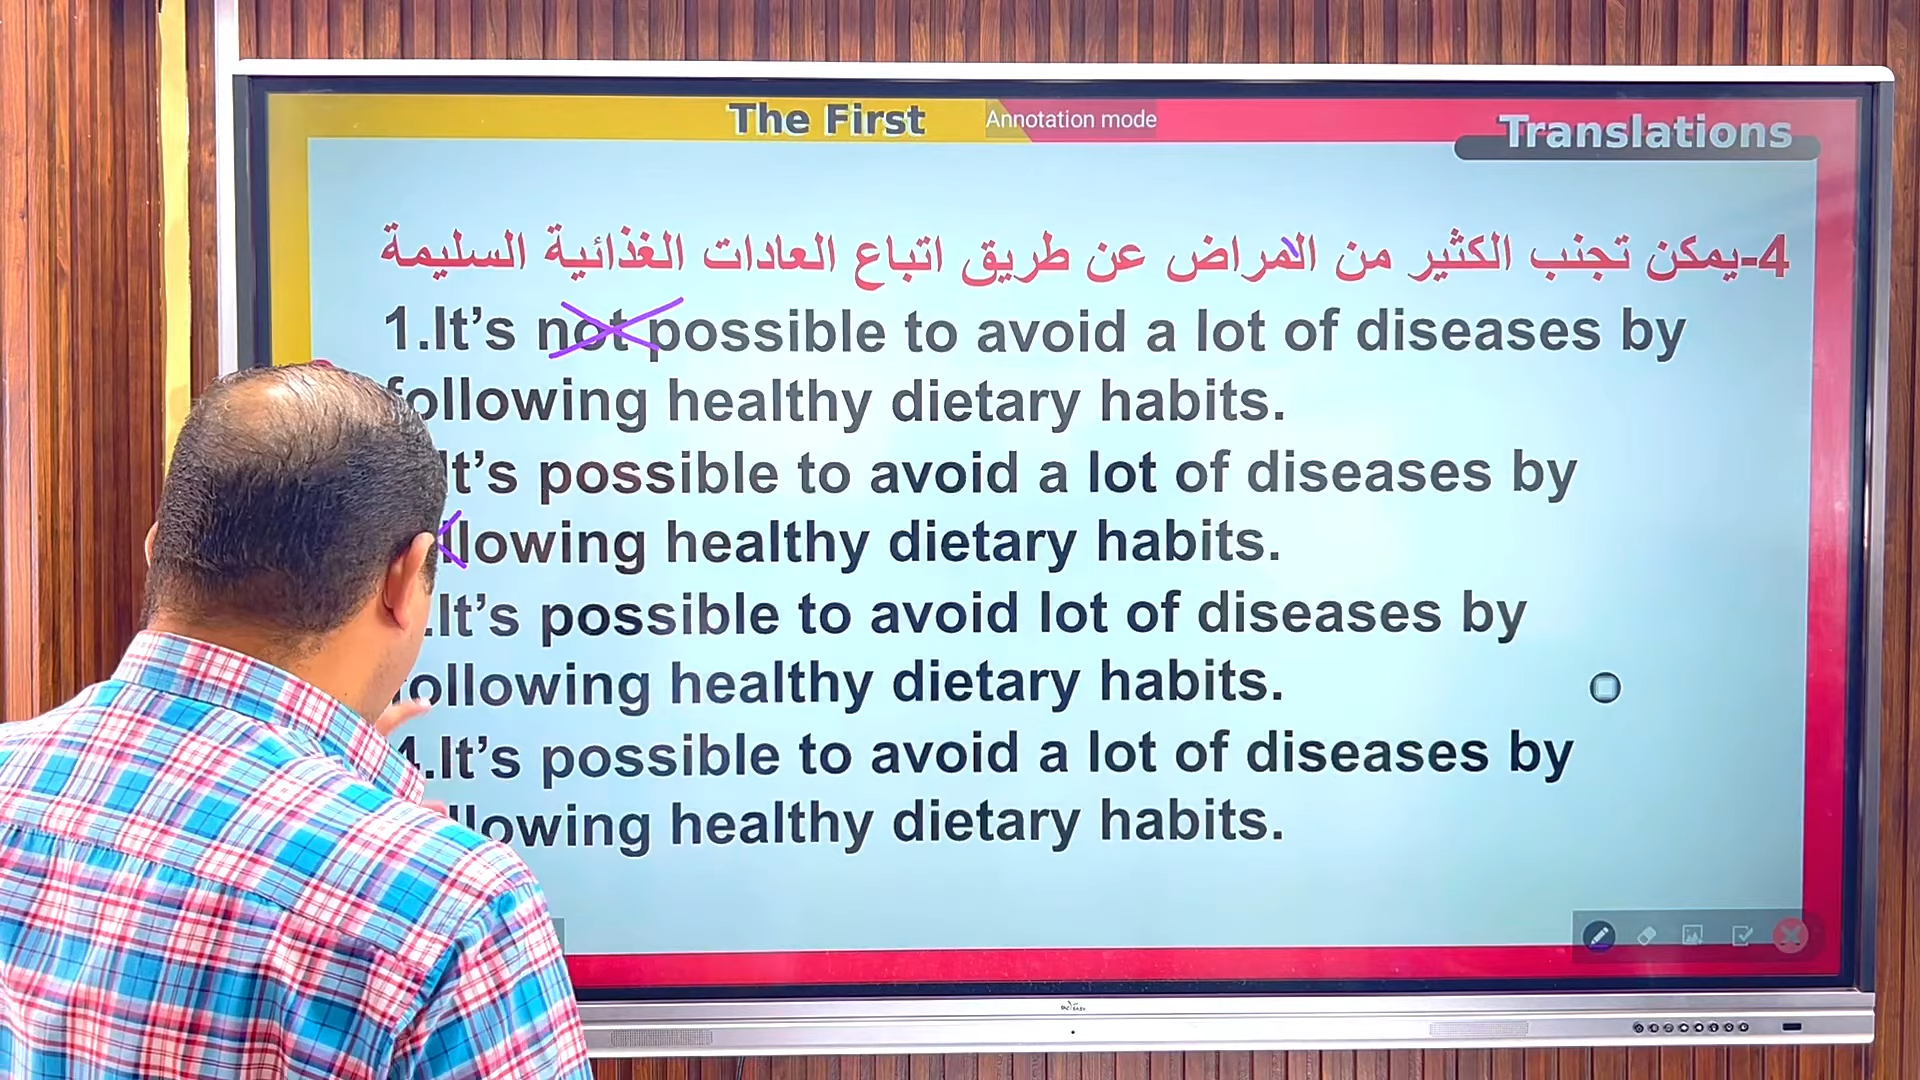 The First
Annotation mode
Translations
4-يمكن تجنب الكثير من الامراض عن طريق اتباع العادات الغذائية السليمة
1.It’s not possible to avoid a lot of diseases by
following healthy dietary habits.
It’s possible to avoid a lot of diseases by
llowing healthy dietary habits.
.It’s possible to avoid lot of diseases by
ollowing healthy dietary habits.
4.It’s possible to avoid a lot of diseases by
llowing healthy dietary habits.